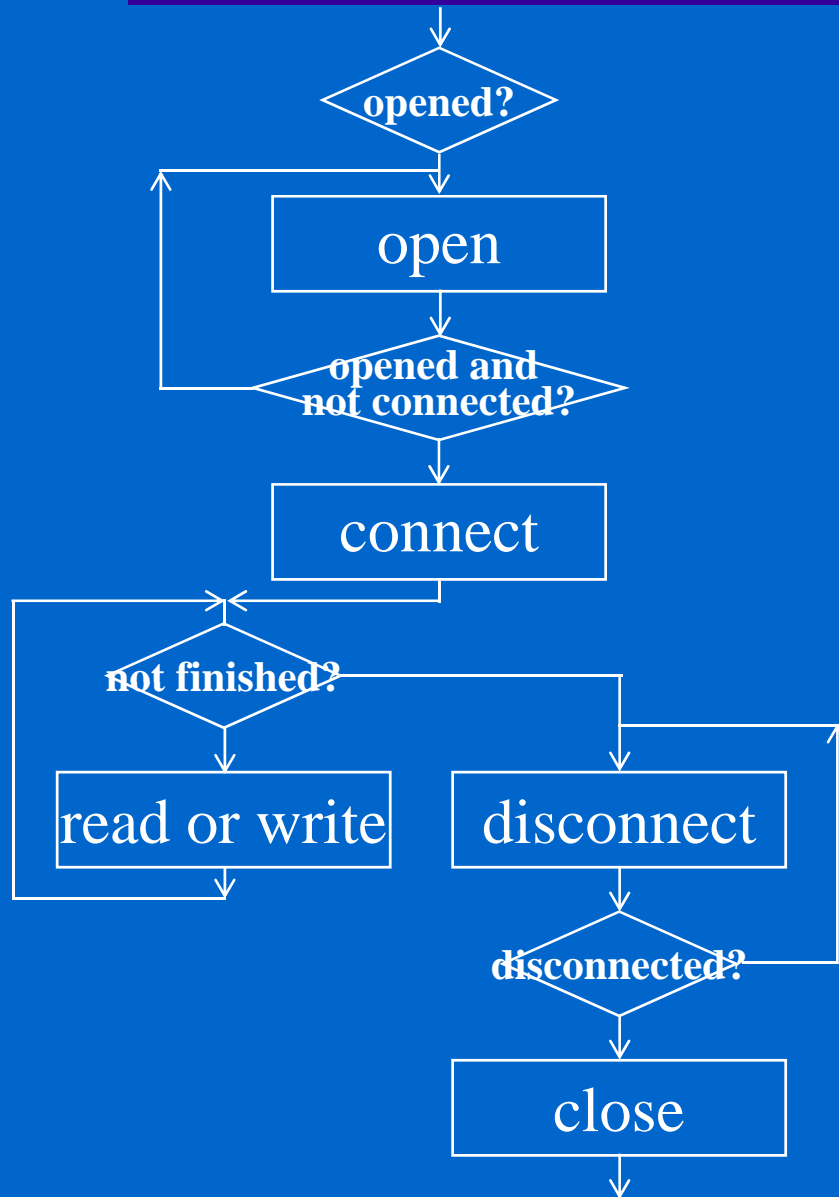 opened?
open
opened and
not connected?
connect
not finished?
read or write
disconnect
disconnected?
close